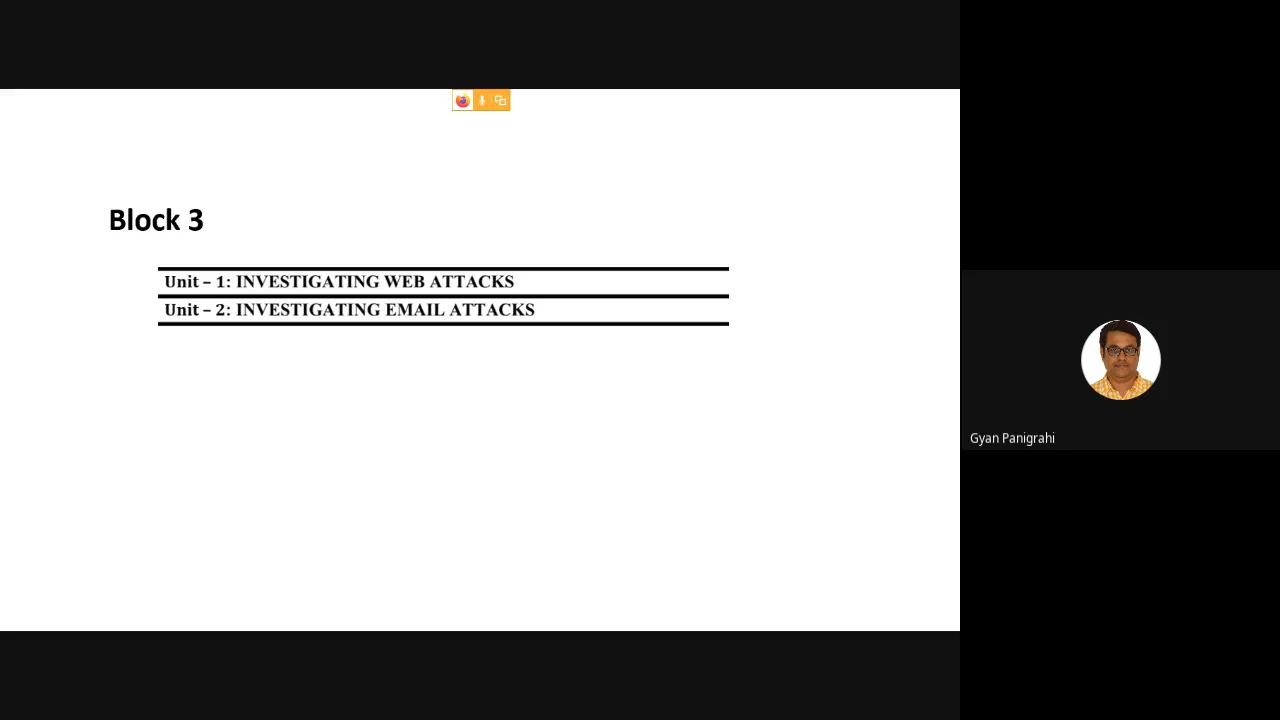 Block 3
Unit – 1: INVESTIGATING WEB ATTACKS
Unit – 2: INVESTIGATING EMAIL ATTACKS
Gyan Panigrahi